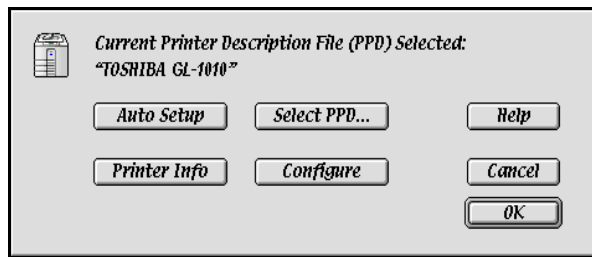 Current Printer Description File (PPD) Selected:
“TOSHIBA GL-1010”
Auto Setup Select PPD... Help
Printer Info Configure Cancel
OK